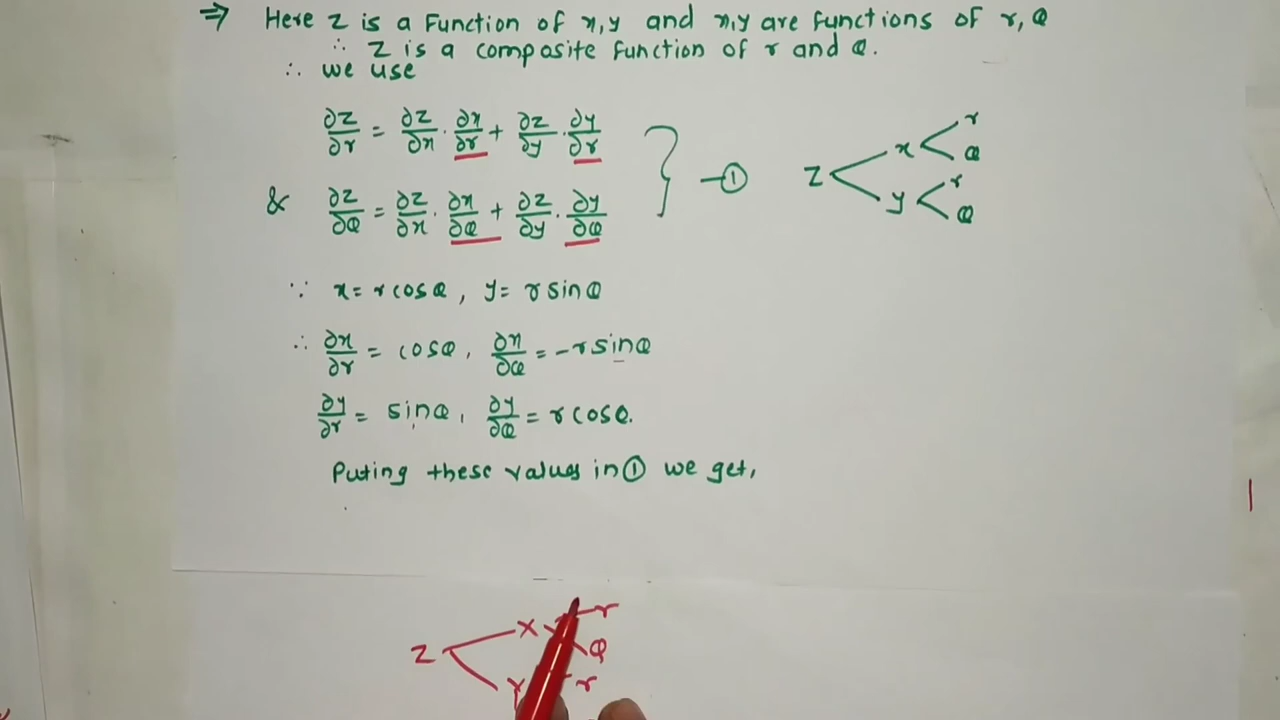 ⇒ Here z is a Function of x,y and x,y are functions of r, θ
∴ z is a composite function of r and θ.
∴ we use
∂z/∂r = ∂z/∂x · ∂x/∂r + ∂z/∂y · ∂y/∂r
& ∂z/∂θ = ∂z/∂x · ∂x/∂θ + ∂z/∂y · ∂y/∂θ } —①
z < x < r θ
y < r θ
∵ x = r cosθ , y = r sinθ
∴ ∂x/∂r = cosθ , ∂x/∂θ = -r sinθ
∂y/∂r = sinθ , ∂y/∂θ = r cosθ.
Puting these values in ① we get,
z x r
θ
y r